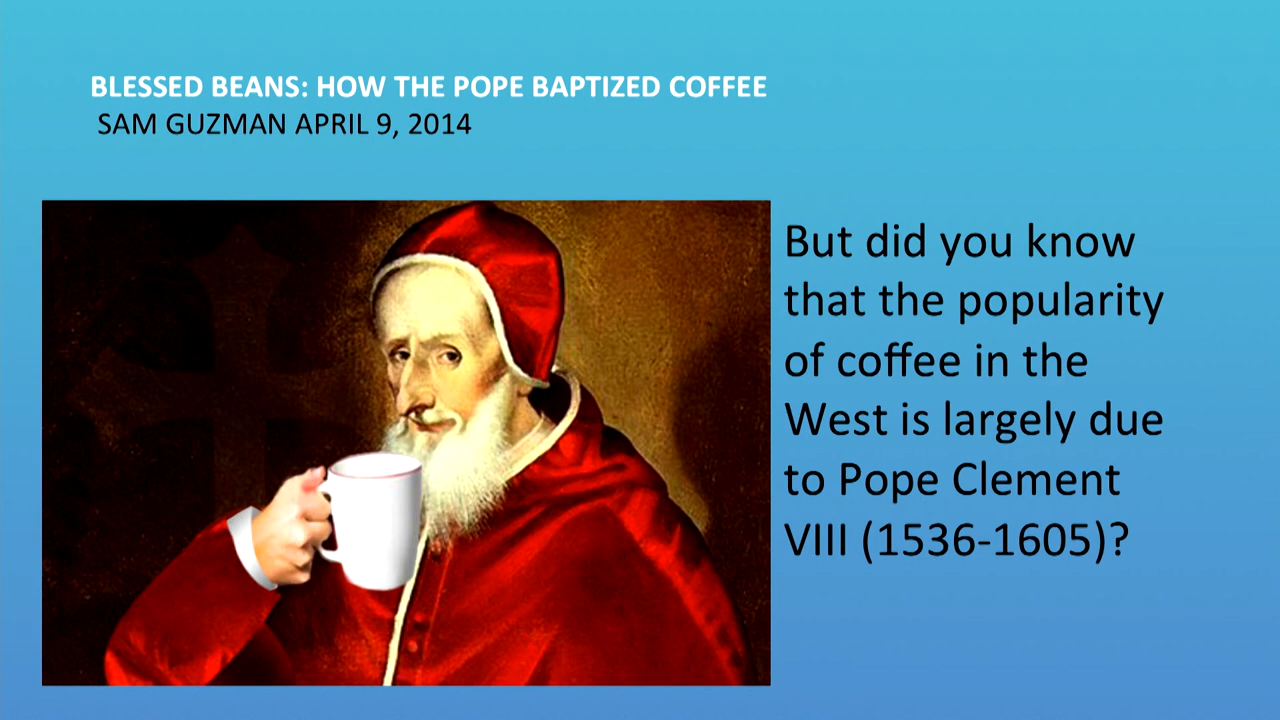 BLESSED BEANS: HOW THE POPE BAPTIZED COFFEE
SAM GUZMAN APRIL 9, 2014
But did you know
that the popularity
of coffee in the
West is largely due
to Pope Clement
VIII (1536-1605)?